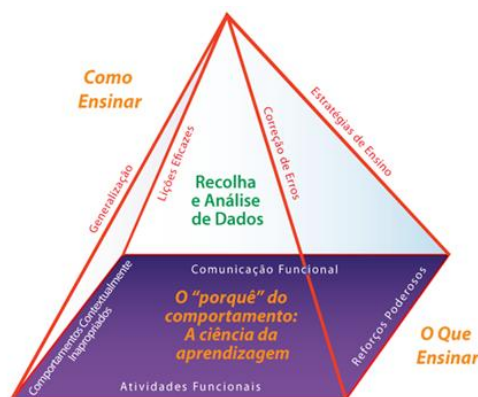 Como
Ensinar
Generalização
Lições Eficazes
Correção de Erros
Estratégias de Ensino
Recolha
e Análise
de Dados
Comunicação Funcional
Comportamentos Contextualmente
Inapropriados
O "porquê" do
comportamento:
A ciência da
aprendizagem
Reforços Poderosos
O Que
Ensinar
Atividades Funcionais